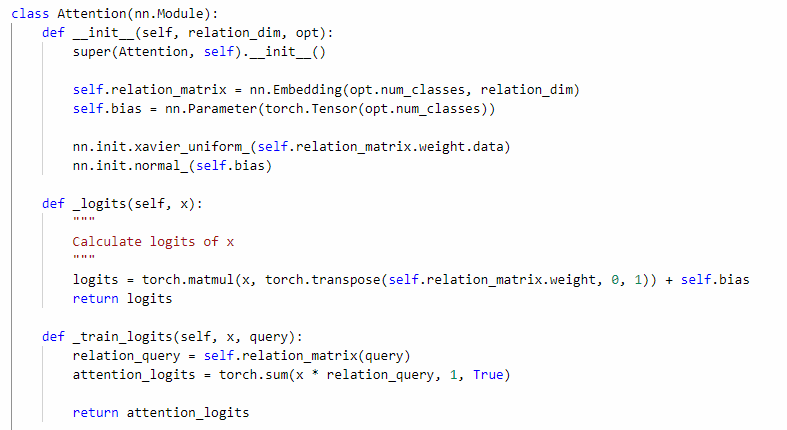 class Attention(nn.Module):
    def __init__(self, relation_dim, opt):
        super(Attention, self).__init__()

        self.relation_matrix = nn.Embedding(opt.num_classes, relation_dim)
        self.bias = nn.Parameter(torch.Tensor(opt.num_classes))

        nn.init.xavier_uniform_(self.relation_matrix.weight.data)
        nn.init.normal_(self.bias)

    def _logits(self, x):
        """
        Calculate logits of x
        """
        logits = torch.matmul(x, torch.transpose(self.relation_matrix.weight, 0, 1)) + self.bias
        return logits

    def _train_logits(self, x, query):
        relation_query = self.relation_matrix(query)
        attention_logits = torch.sum(x * relation_query, 1, True)

        return attention_logits